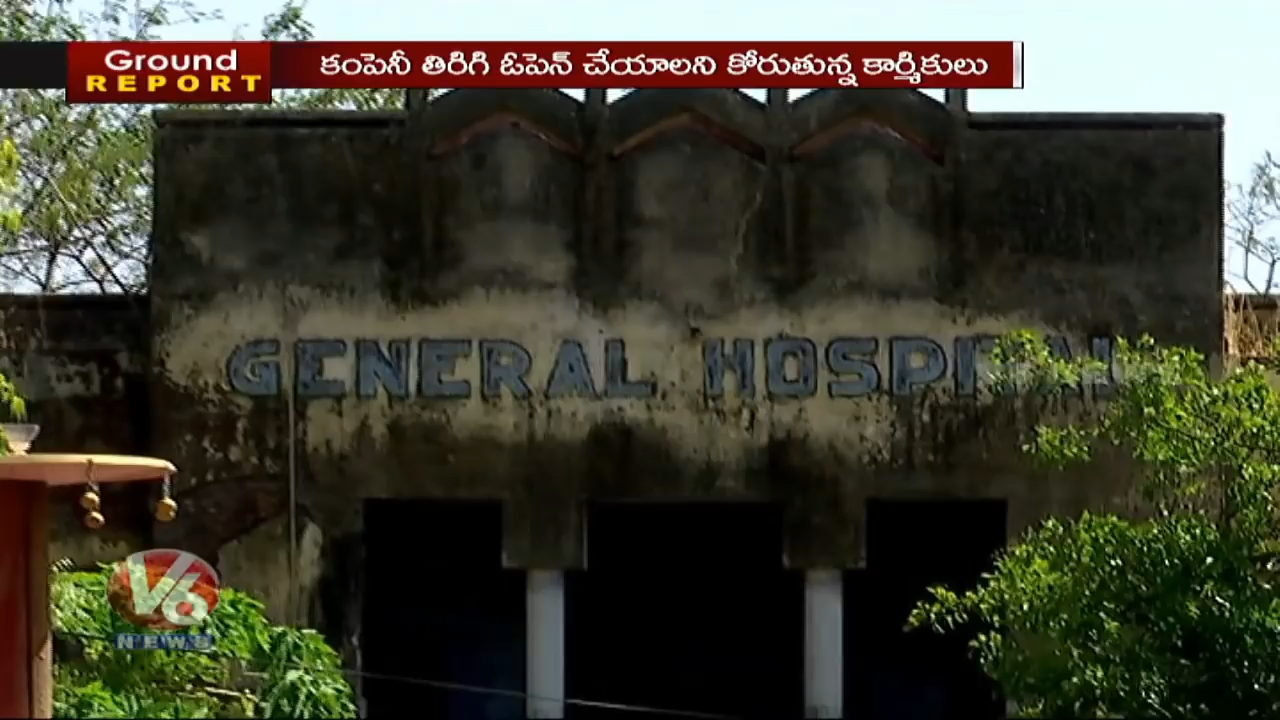 Ground
REPORT
కంపెనీ తిరిగి ఓపెన్ చేయాలని కోరుతున్న కార్మికులు
GENERAL HOSPITAL
V6
NEWS